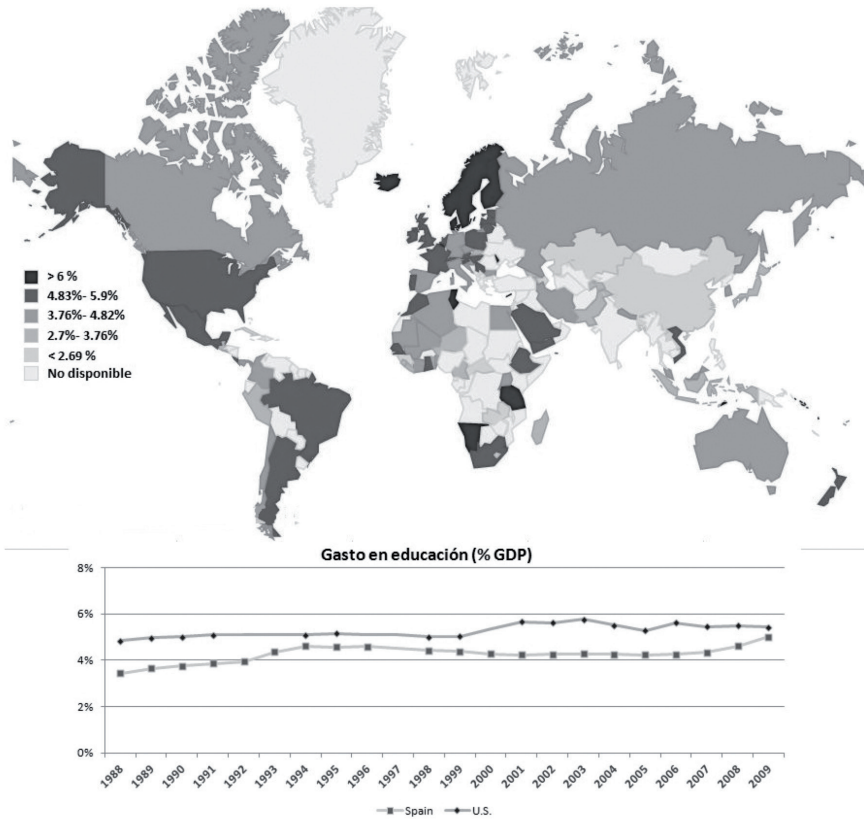 > 6 %
4.83%- 5.9%
3.76%- 4.82%
2.7%- 3.76%
< 2.69 %
No disponible
Gasto en educación (% GDP)
8%
6%
4%
2%
0%
1988 1989 1990 1991 1992 1993 1994 1995 1996 1997 1998 1999 2000 2001 2002 2003 2004 2005 2006 2007 2008 2009
Spain U.S.